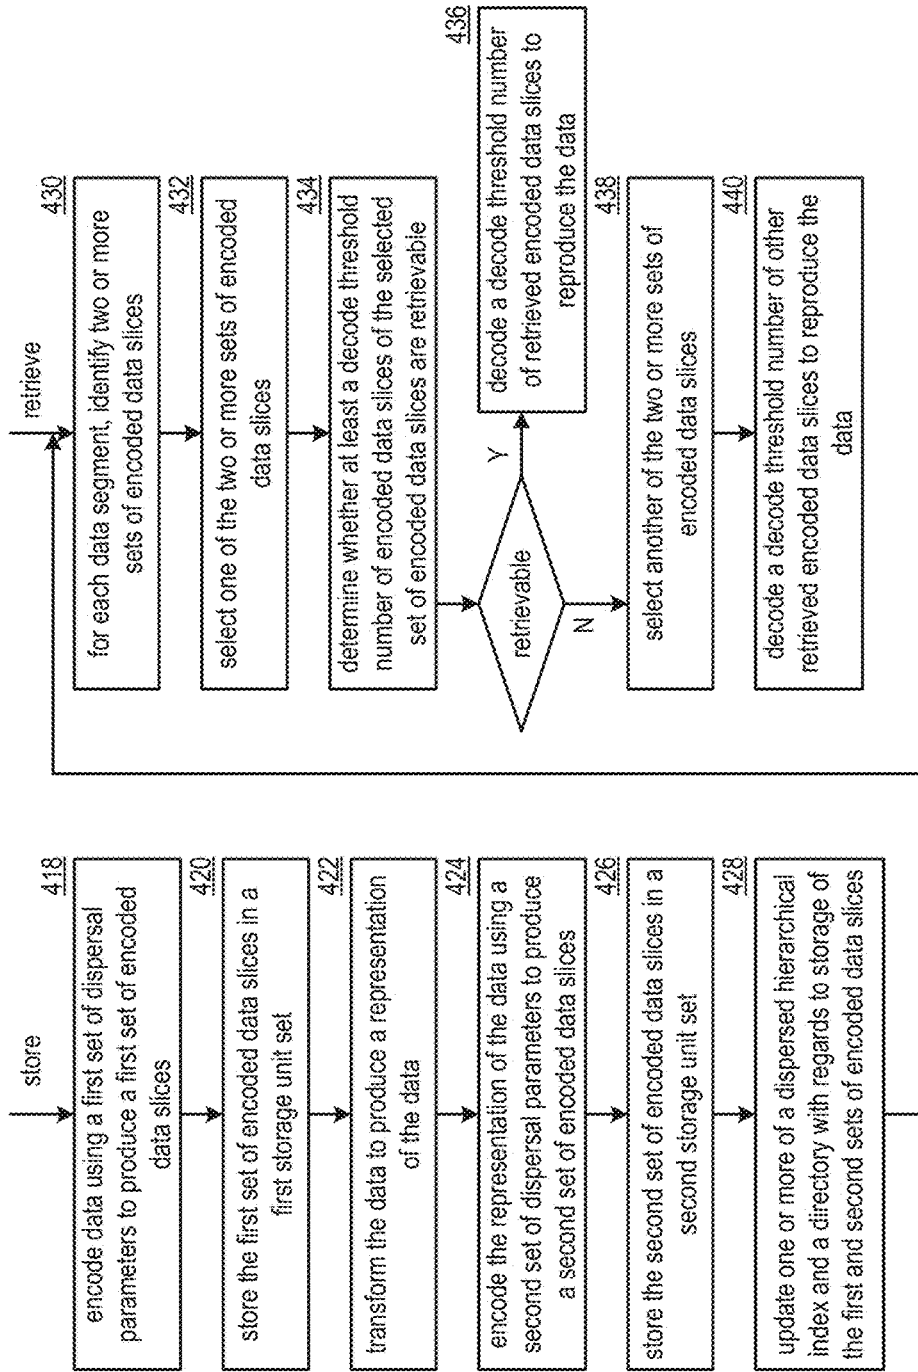 store
418
encode data using a first set of dispersal
parameters to produce a first set of encoded
data slices
420
store the first set of encoded data slices in a
first storage unit set
422
transform the data to produce a representation
of the data
424
encode the representation of the data using a
second set of dispersal parameters to produce
a second set of encoded data slices
426
store the second set of encoded data slices in a
second storage unit set
428
update one or more of a dispersed hierarchical
index and a directory with regards to storage of
the first and second sets of encoded data slices
retrieve
430
for each data segment, identify two or more
sets of encoded data slices
432
select one of the two or more sets of encoded
data slices
434
determine whether at least a decode threshold
number of encoded data slices of the selected
set of encoded data slices are retrievable
retrievable
Y
436
decode a decode threshold number
of retrieved encoded data slices to
reproduce the data
N
438
select another of the two or more sets of
encoded data slices
440
decode a decode threshold number of other
retrieved encoded data slices to reproduce the
data